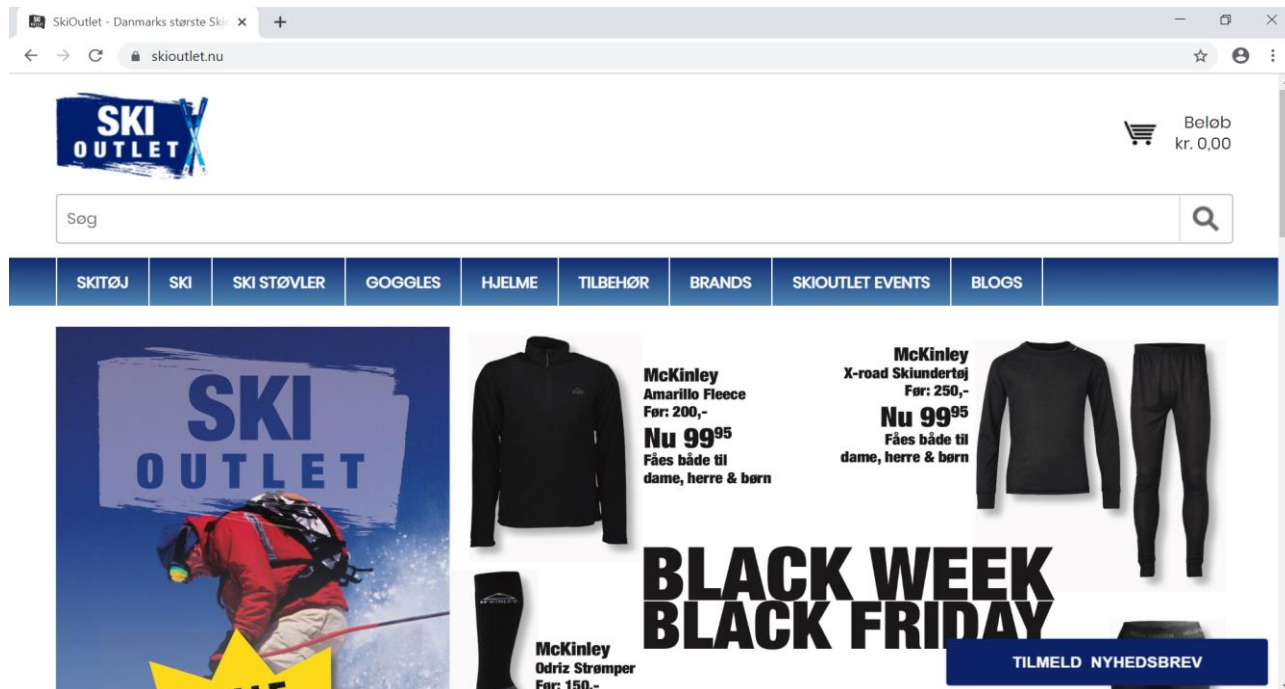 SkiOutlet - Danmarks største Ski
skioutlet.nu
SKI
OUTLET
Beløb
kr. 0,00
Søg
SKITØJ
SKI
SKI STØVLER
GOGGLES
HJELME
TILBEHØR
BRANDS
SKIOUTLET EVENTS
BLOGS
SKI
OUTLET
McKinley
Amarillo Fleece
Før: 200,-
Nu 99⁹⁵
Fåes både til
dame, herre & børn
McKinley
X-road Skiundertøj
Før: 250,-
Nu 99⁹⁵
Fåes både til
dame, herre & børn
BLACK WEEK
BLACK FRIDAY
McKINLEY
McKinley
Odriz Strømper
Før: 150,-
TILMELD NYHEDSBREV